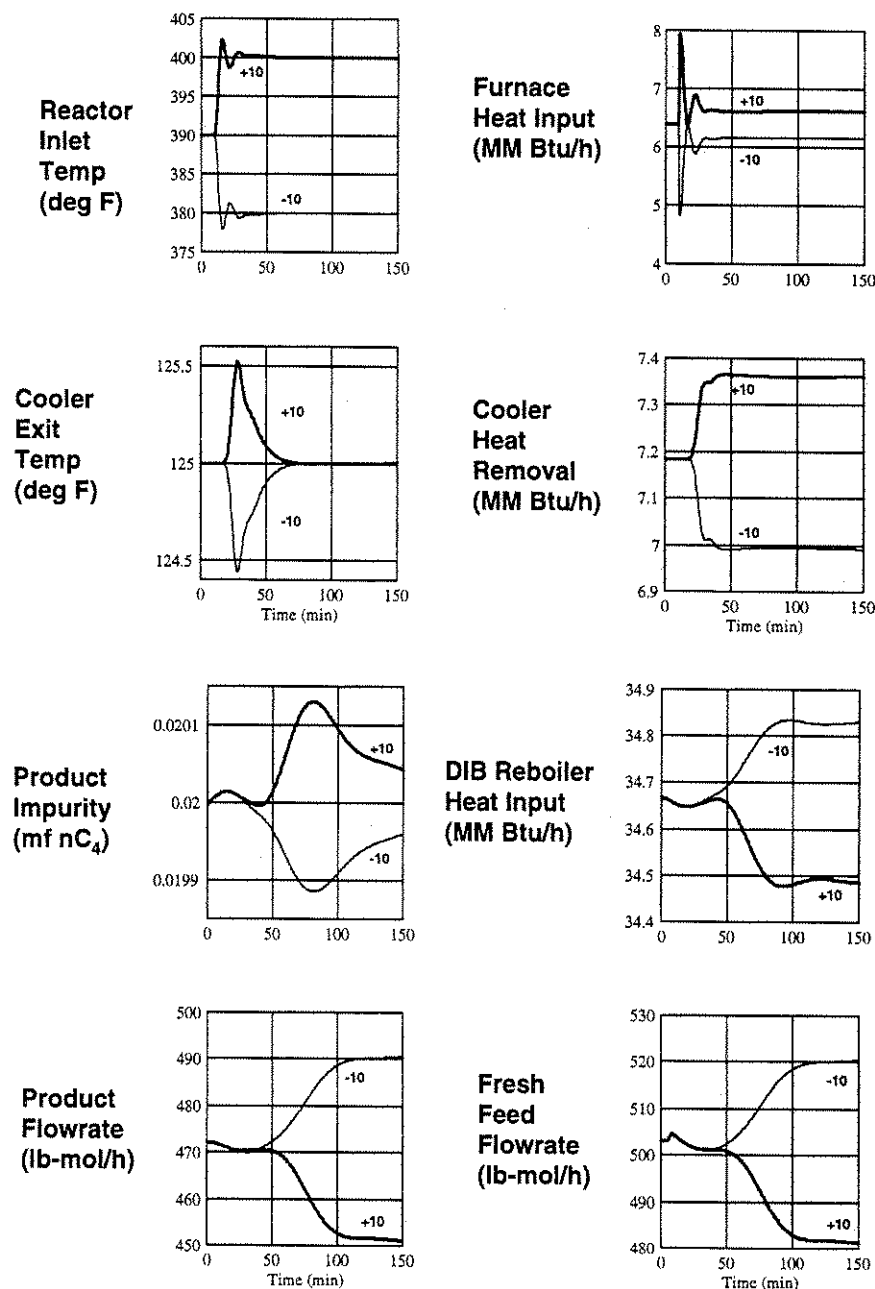 Reactor
Inlet
Temp
(deg F)
405
400
395
390
385
380
375
+10
-10
0 50 100 150
Furnace
Heat Input
(MM Btu/h)
8
7
6
5
4
+10
-10
0 50 100 150
Cooler
Exit
Temp
(deg F)
125.5
125
124.5
+10
-10
0 50 100 150
Time (min)
Cooler
Heat
Removal
(MM Btu/h)
7.4
7.3
7.2
7.1
7
6.9
+10
-10
0 50 100 150
Time (min)
Product
Impurity
(mf nC4)
0.0201
0.02
0.0199
+10
-10
0 50 100 150
DIB Reboiler
Heat Input
(MM Btu/h)
34.9
34.8
34.7
34.6
34.5
34.4
-10
+10
0 50 100 150
Product
Flowrate
(lb-mol/h)
500
490
480
470
460
450
-10
+10
0 50 100 150
Time (min)
Fresh
Feed
Flowrate
(lb-mol/h)
530
520
510
500
490
480
-10
+10
0 50 100 150
Time (min)